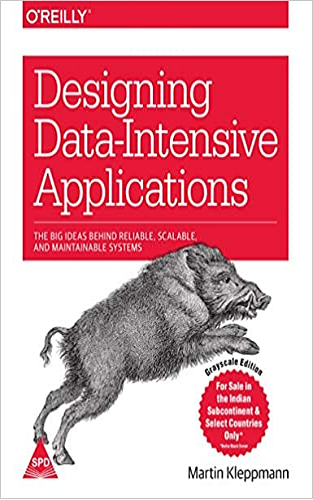 O'REILLY®
Designing
Data-Intensive
Applications
THE BIG IDEAS BEHIND RELIABLE, SCALABLE,
AND MAINTAINABLE SYSTEMS
Grayscale Edition
For Sale in
the Indian
Subcontinent &
Select Countries
Only*
SPD
Martin Kleppmann